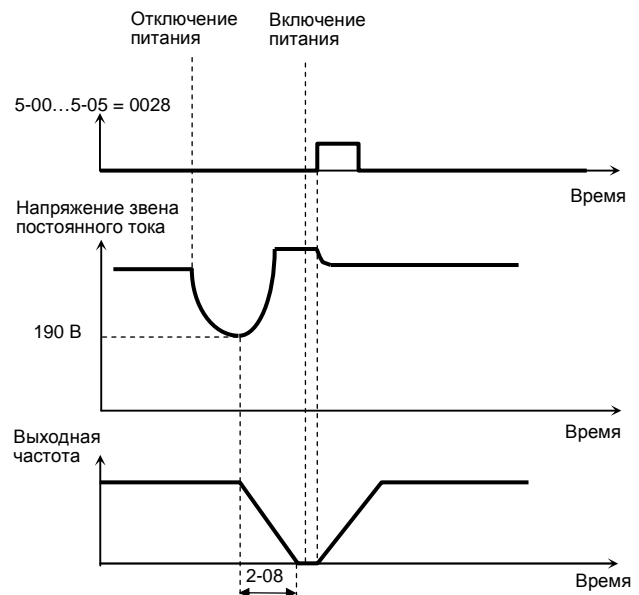 Отключение
питания
Включение
питания
5-00...5-05 = 0028
Время
Напряжение звена
постоянного тока
190 В
Время
Выходная
частота
2-08
Время